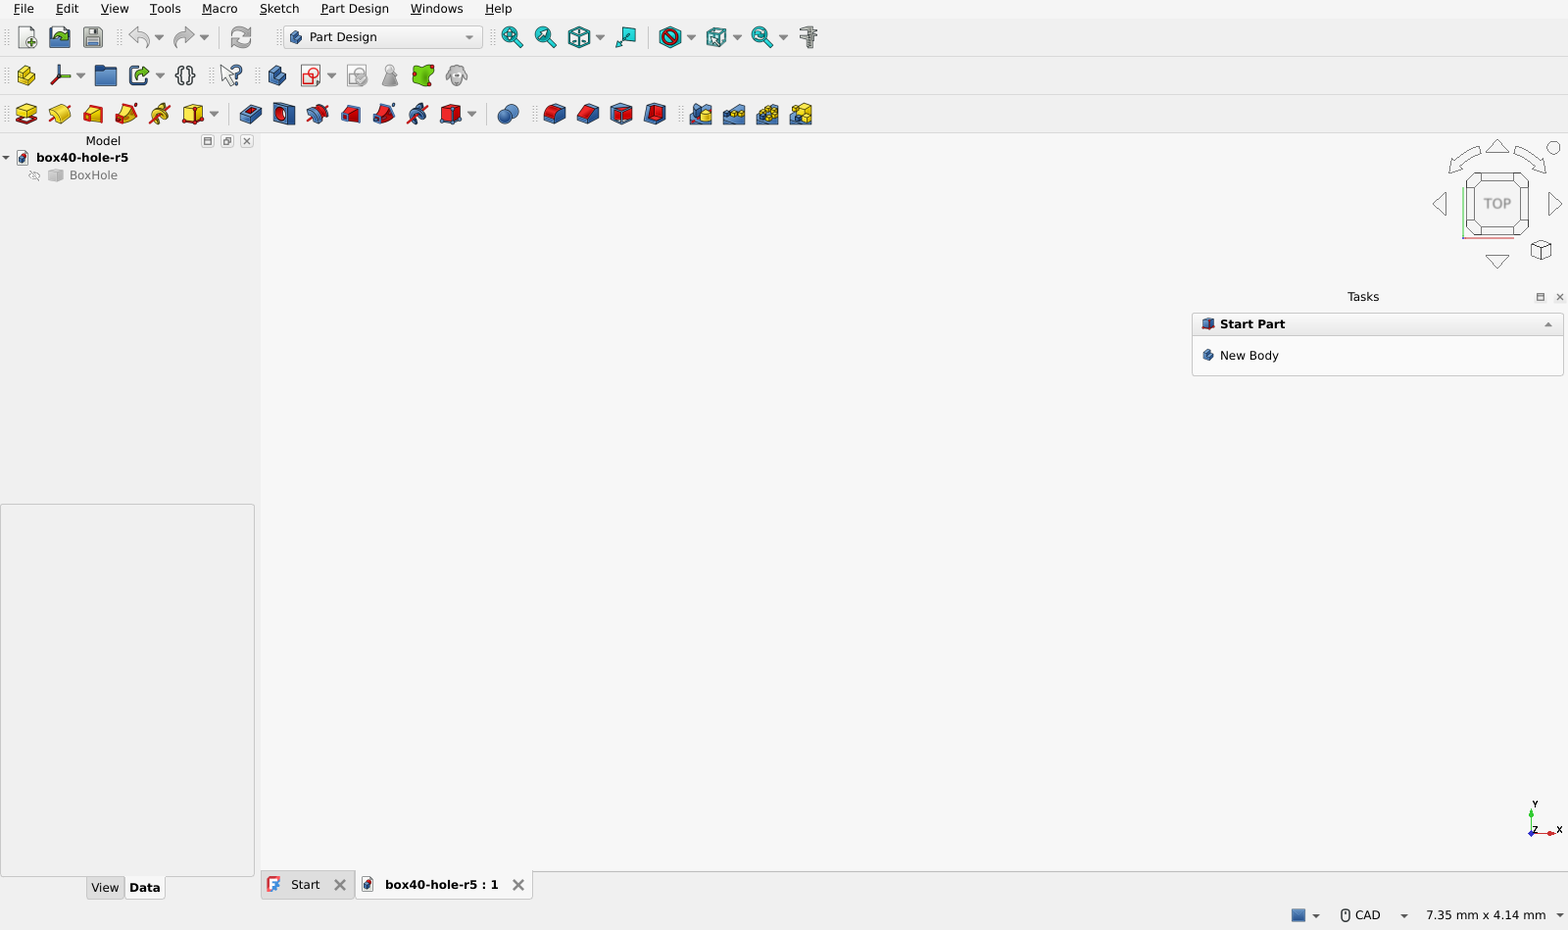 File Edit View Tools Macro Sketch Part Design Windows Help
Part Design
Model
box40-hole-r5
BoxHole
TOP
Tasks
Start Part
New Body
Y
Z X
View Data
Start box40-hole-r5 : 1
CAD 7.35 mm x 4.14 mm